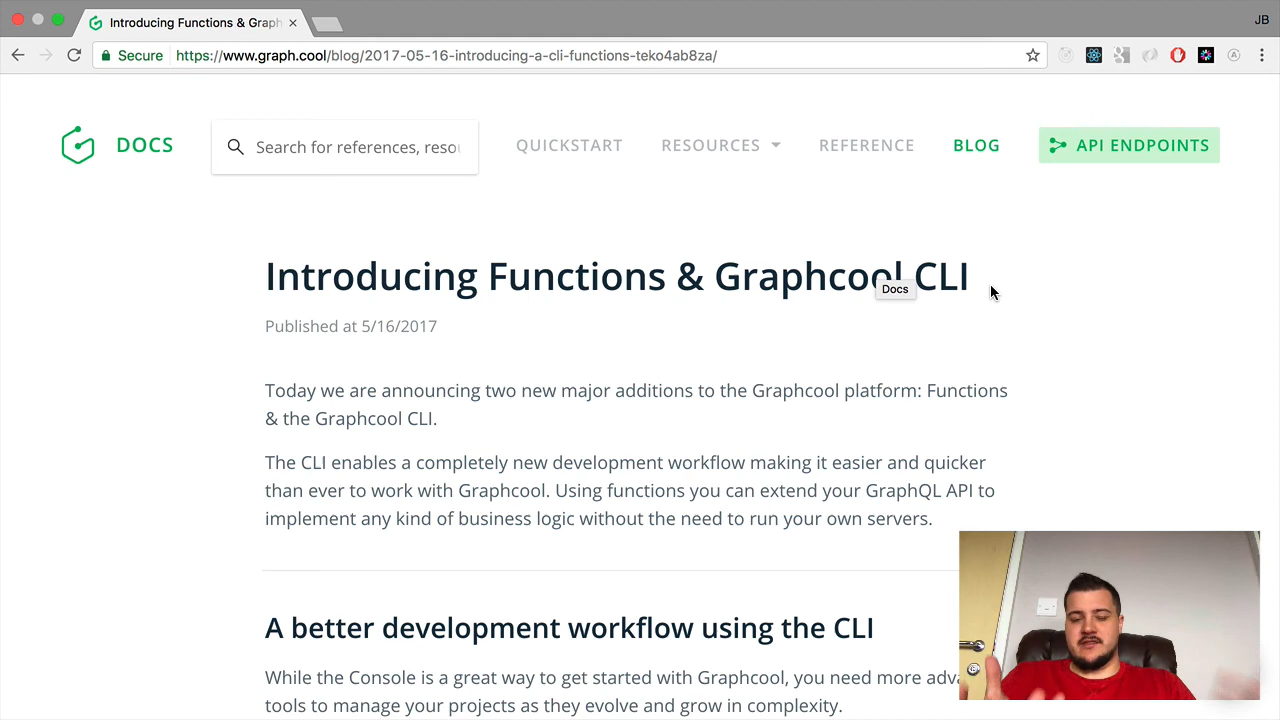 Introducing Functions & Graph
JB
Secure https://www.graph.cool/blog/2017-05-16-introducing-a-cli-functions-teko4ab8za/
DOCS
Search for references, reso
QUICKSTART
RESOURCES
REFERENCE
BLOG
API ENDPOINTS
Introducing Functions & Graphcool CLI
Docs
Published at 5/16/2017
Today we are announcing two new major additions to the Graphcool platform: Functions
& the Graphcool CLI.
The CLI enables a completely new development workflow making it easier and quicker
than ever to work with Graphcool. Using functions you can extend your GraphQL API to
implement any kind of business logic without the need to run your own servers.
A better development workflow using the CLI
While the Console is a great way to get started with Graphcool, you need more adva
tools to manage your projects as they evolve and grow in complexity.